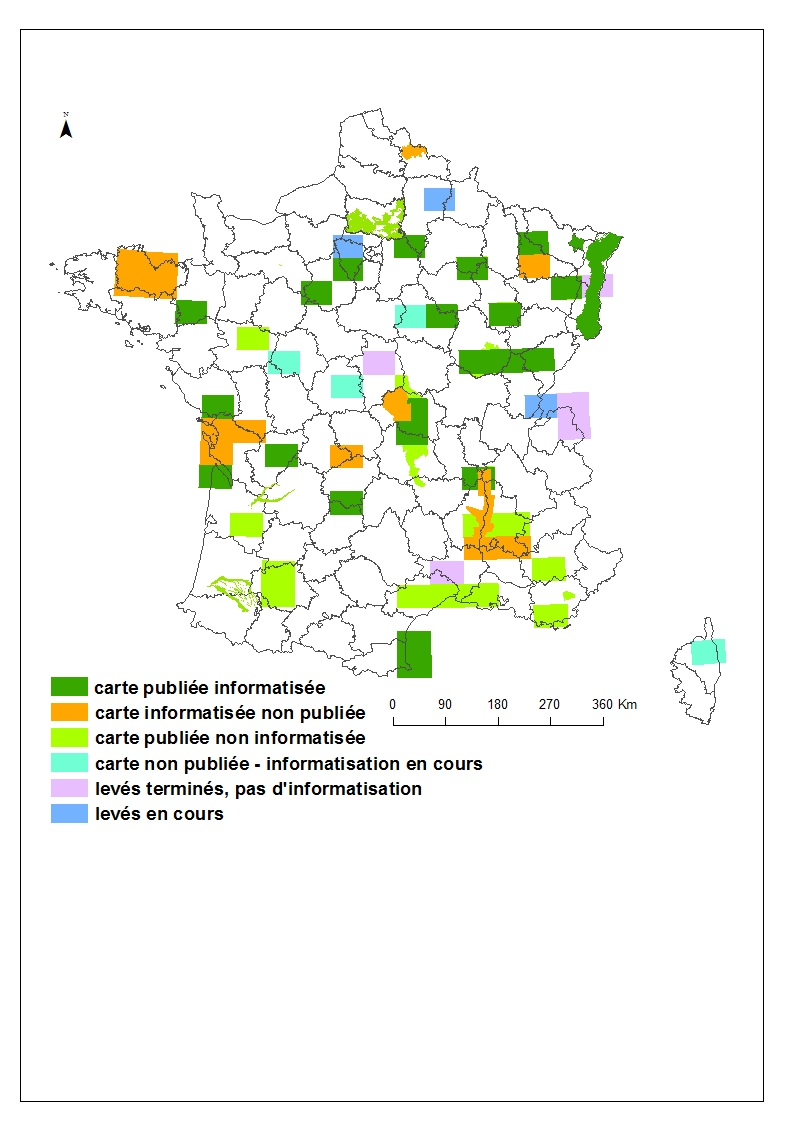 N
carte publiée informatisée
carte informatisée non publiée
carte publiée non informatisée
carte non publiée - informatisation en cours
levés terminés, pas d'informatisation
levés en cours
0 90 180 270 360 Km